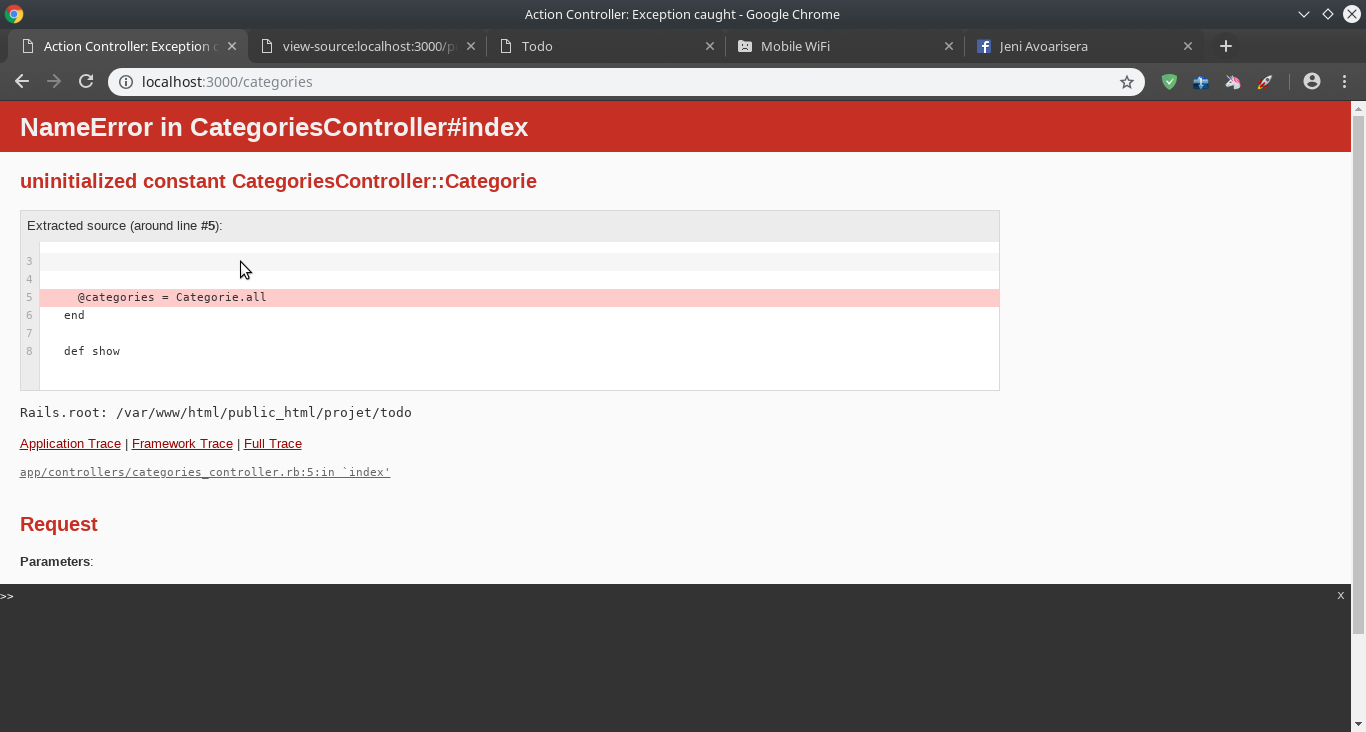 Action Controller: Exception caught - Google Chrome
Action Controller: Exception c
view-source:localhost:3000/p
Todo
Mobile WiFi
Jeni Avoarisera
localhost:3000/categories
NameError in CategoriesController#index
uninitialized constant CategoriesController::Categorie
Extracted source (around line #5):
3
4
5 @categories = Categorie.all
6 end
7
8 def show
Rails.root: /var/www/html/public_html/projet/todo
Application Trace | Framework Trace | Full Trace
app/controllers/categories_controller.rb:5:in `index'
Request
Parameters:
>> x